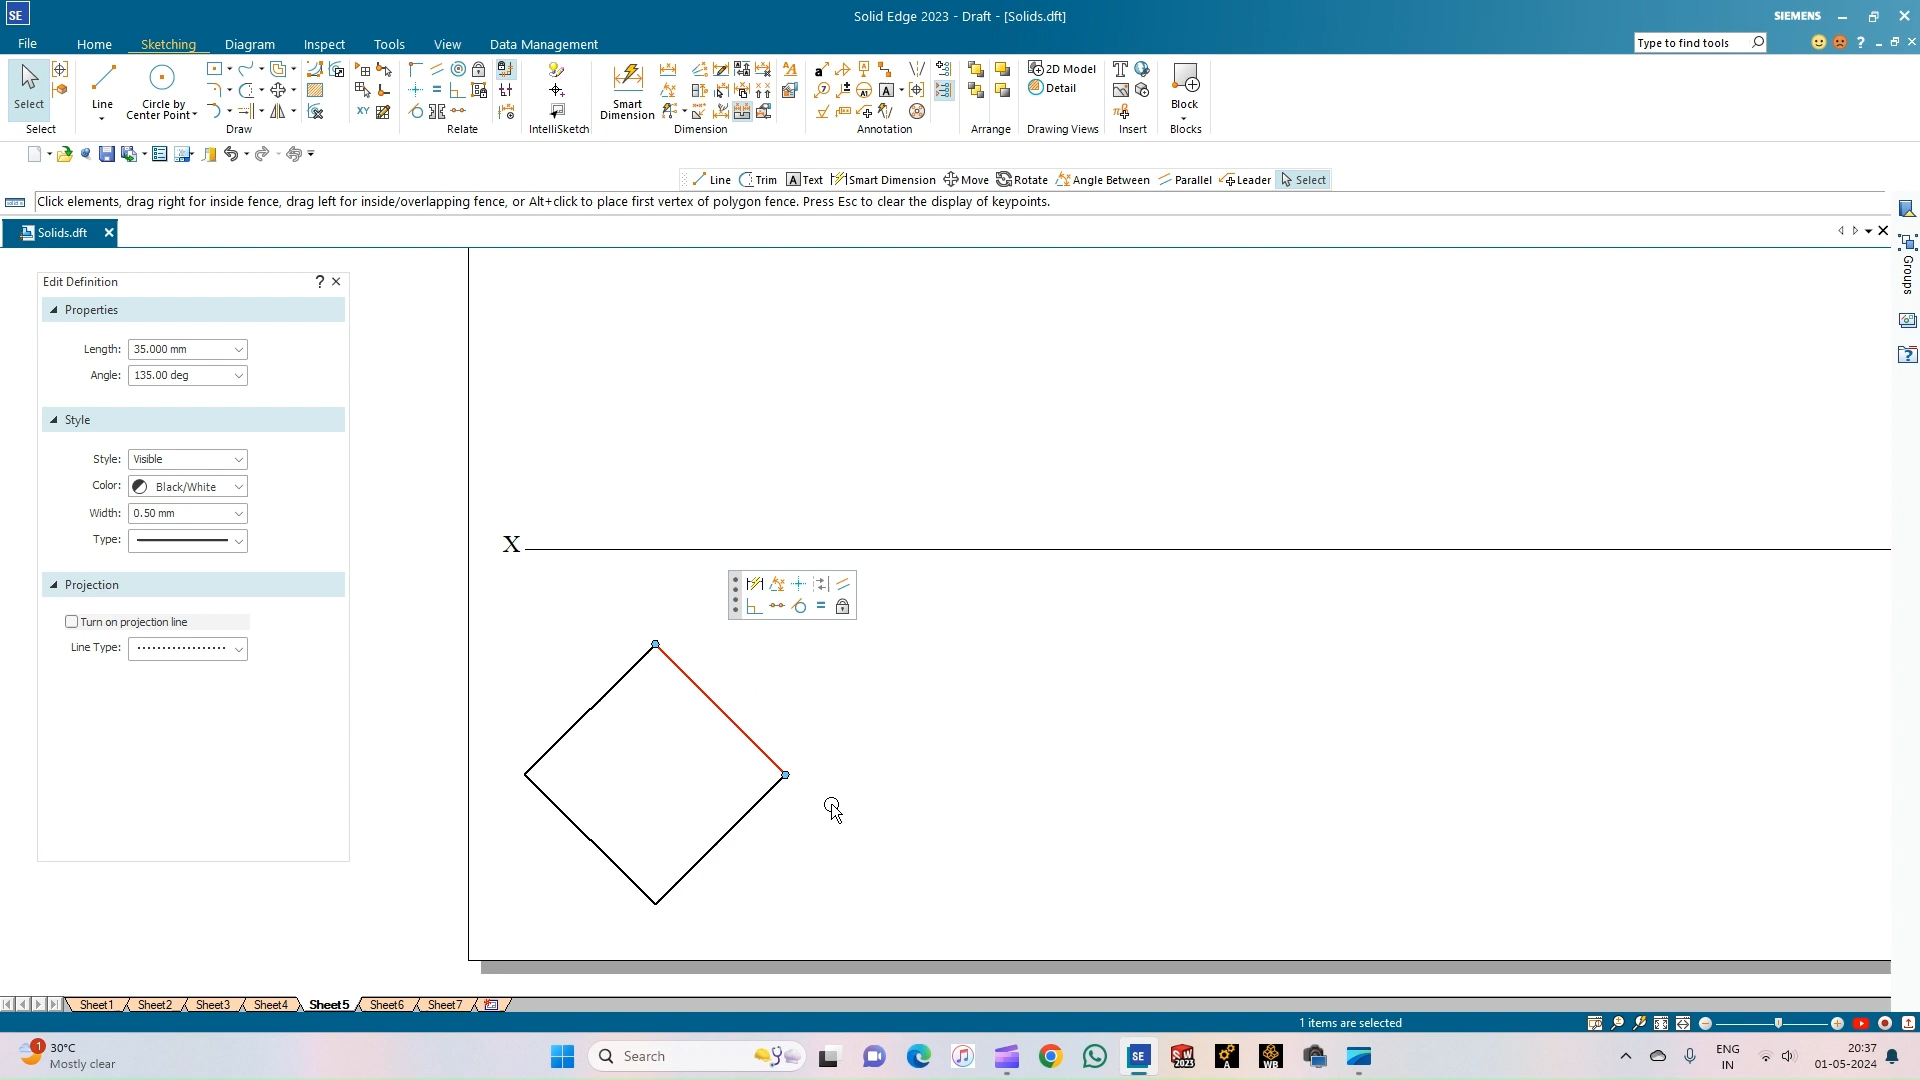 SE
Solid Edge 2023 - Draft - [Solids.dft]
SIEMENS
File Home Sketching Diagram Inspect Tools View Data Management
Type to find tools
Select
Line
Circle by
Center Point
Smart
Dimension
2D Model
Detail
Block
Select Draw Relate IntelliSketch Dimension Annotation Arrange Drawing Views Insert Blocks
Line Trim A Text Smart Dimension Move Rotate Angle Between Parallel Leader Select
Click elements, drag right for inside fence, drag left for inside/overlapping fence, or Alt+click to place first vertex of polygon fence. Press Esc to clear the display of keypoints.
Solids.dft
Groups
Edit Definition
Properties
Length: 35.000 mm
Angle: 135.00 deg
Style
Style: Visible
Color: Black/White
Width: 0.50 mm
Type:
Projection
Turn on projection line
Line Type:
X
Sheet1 Sheet2 Sheet3 Sheet4 Sheet5 Sheet6 Sheet7
1 items are selected
1
30°C
Mostly clear
Search
SE
SW
2023
A
WB
ENG
IN
20:37
01-05-2024